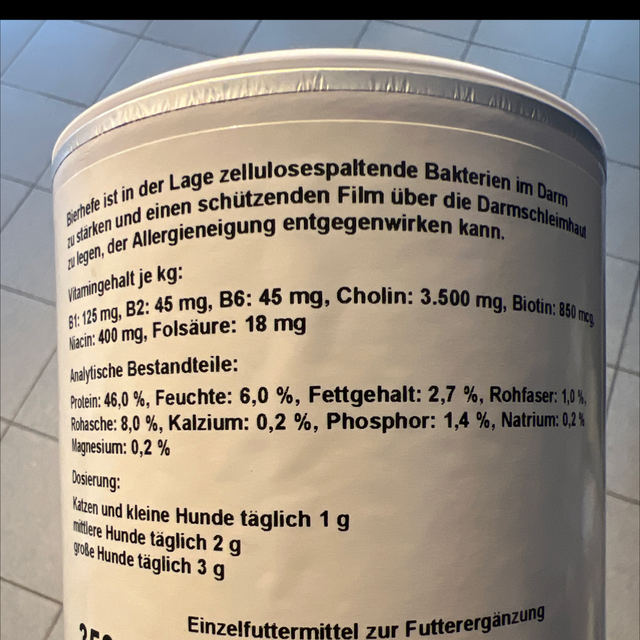 Bierhefe ist in der Lage zellulosespaltende Bakterien im Darm
zu stärken und einen schützenden Film über die Darmschleimhaut
zu legen, der Allergieneigung entgegenwirken kann.
Vitamingehalt je kg:
B1: 125 mg, B2: 45 mg, B6: 45 mg, Cholin: 3.500 mg, Biotin: 850 mcg,
Niacin: 400 mg, Folsäure: 18 mg
Analytische Bestandteile:
Protein: 46,0 %, Feuchte: 6,0 %, Fettgehalt: 2,7 %, Rohfaser: 1,0 %,
Rohasche: 8,0 %, Kalzium: 0,2 %, Phosphor: 1,4 %, Natrium: 0,2 %
Magnesium: 0,2 %
Dosierung:
Katzen und kleine Hunde täglich 1 g
mittlere Hunde täglich 2 g
große Hunde täglich 3 g
Einzelfuttermittel zur Futterergänzung